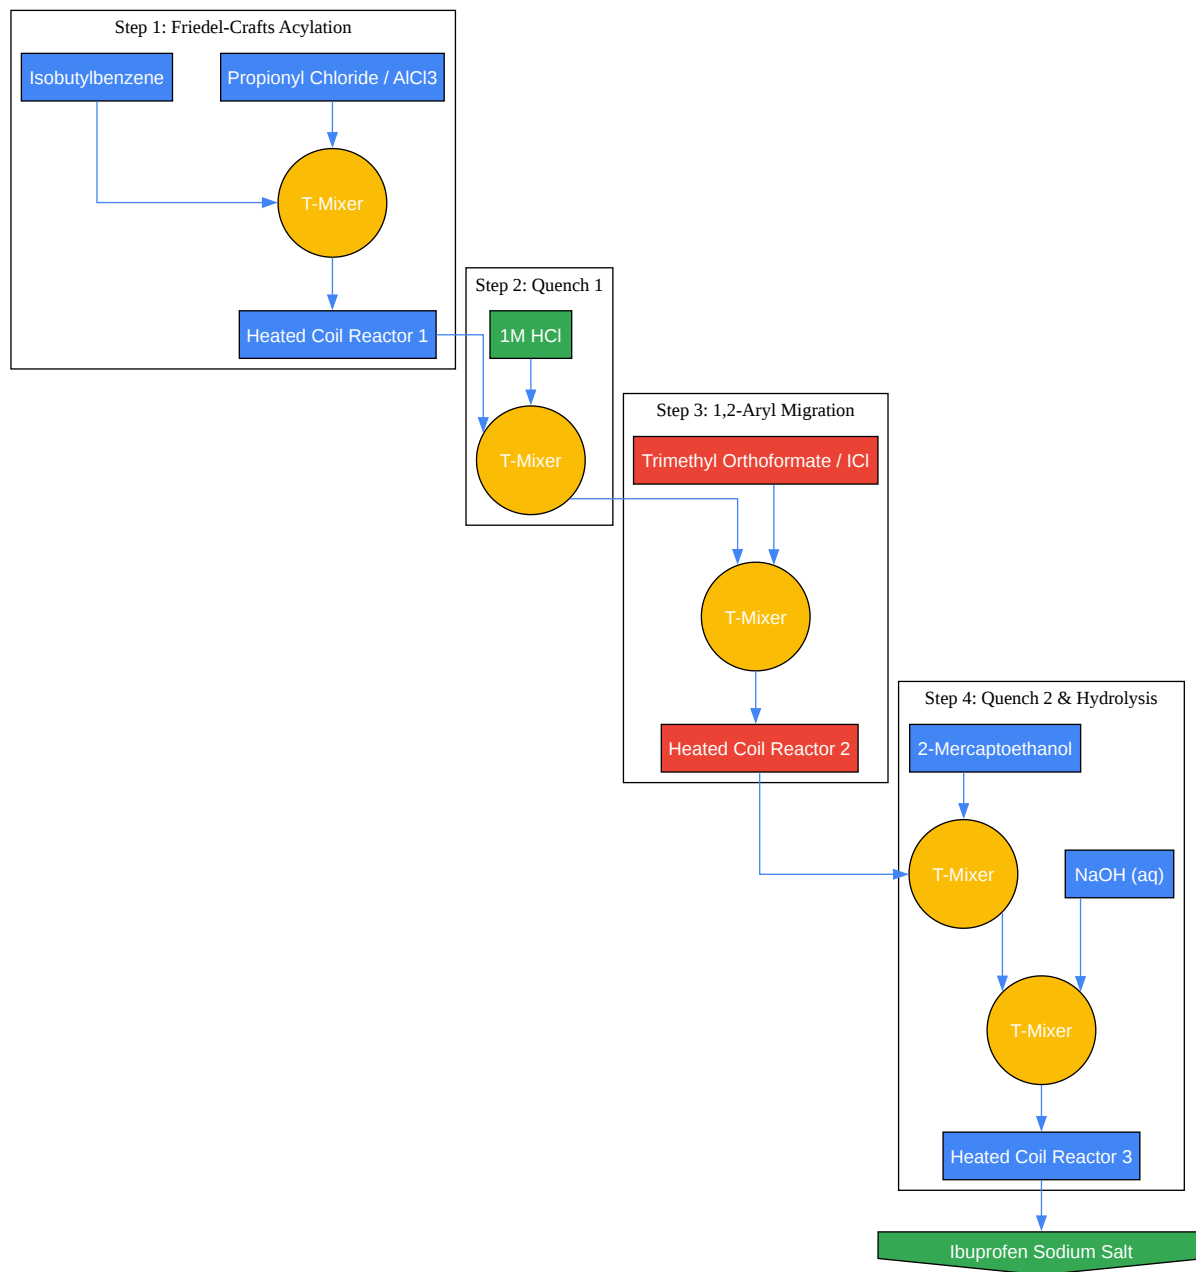 Step 1: Friedel-Crafts Acylation
Isobutylbenzene
Propionyl Chloride / AlCl3
T-Mixer
Heated Coil Reactor 1
Step 2: Quench 1
1M HCl
T-Mixer
Step 3: 1,2-Aryl Migration
Trimethyl Orthoformate / ICl
T-Mixer
Heated Coil Reactor 2
Step 4: Quench 2 & Hydrolysis
2-Mercaptoethanol
T-Mixer
NaOH (aq)
T-Mixer
Heated Coil Reactor 3
Ibuprofen Sodium Salt